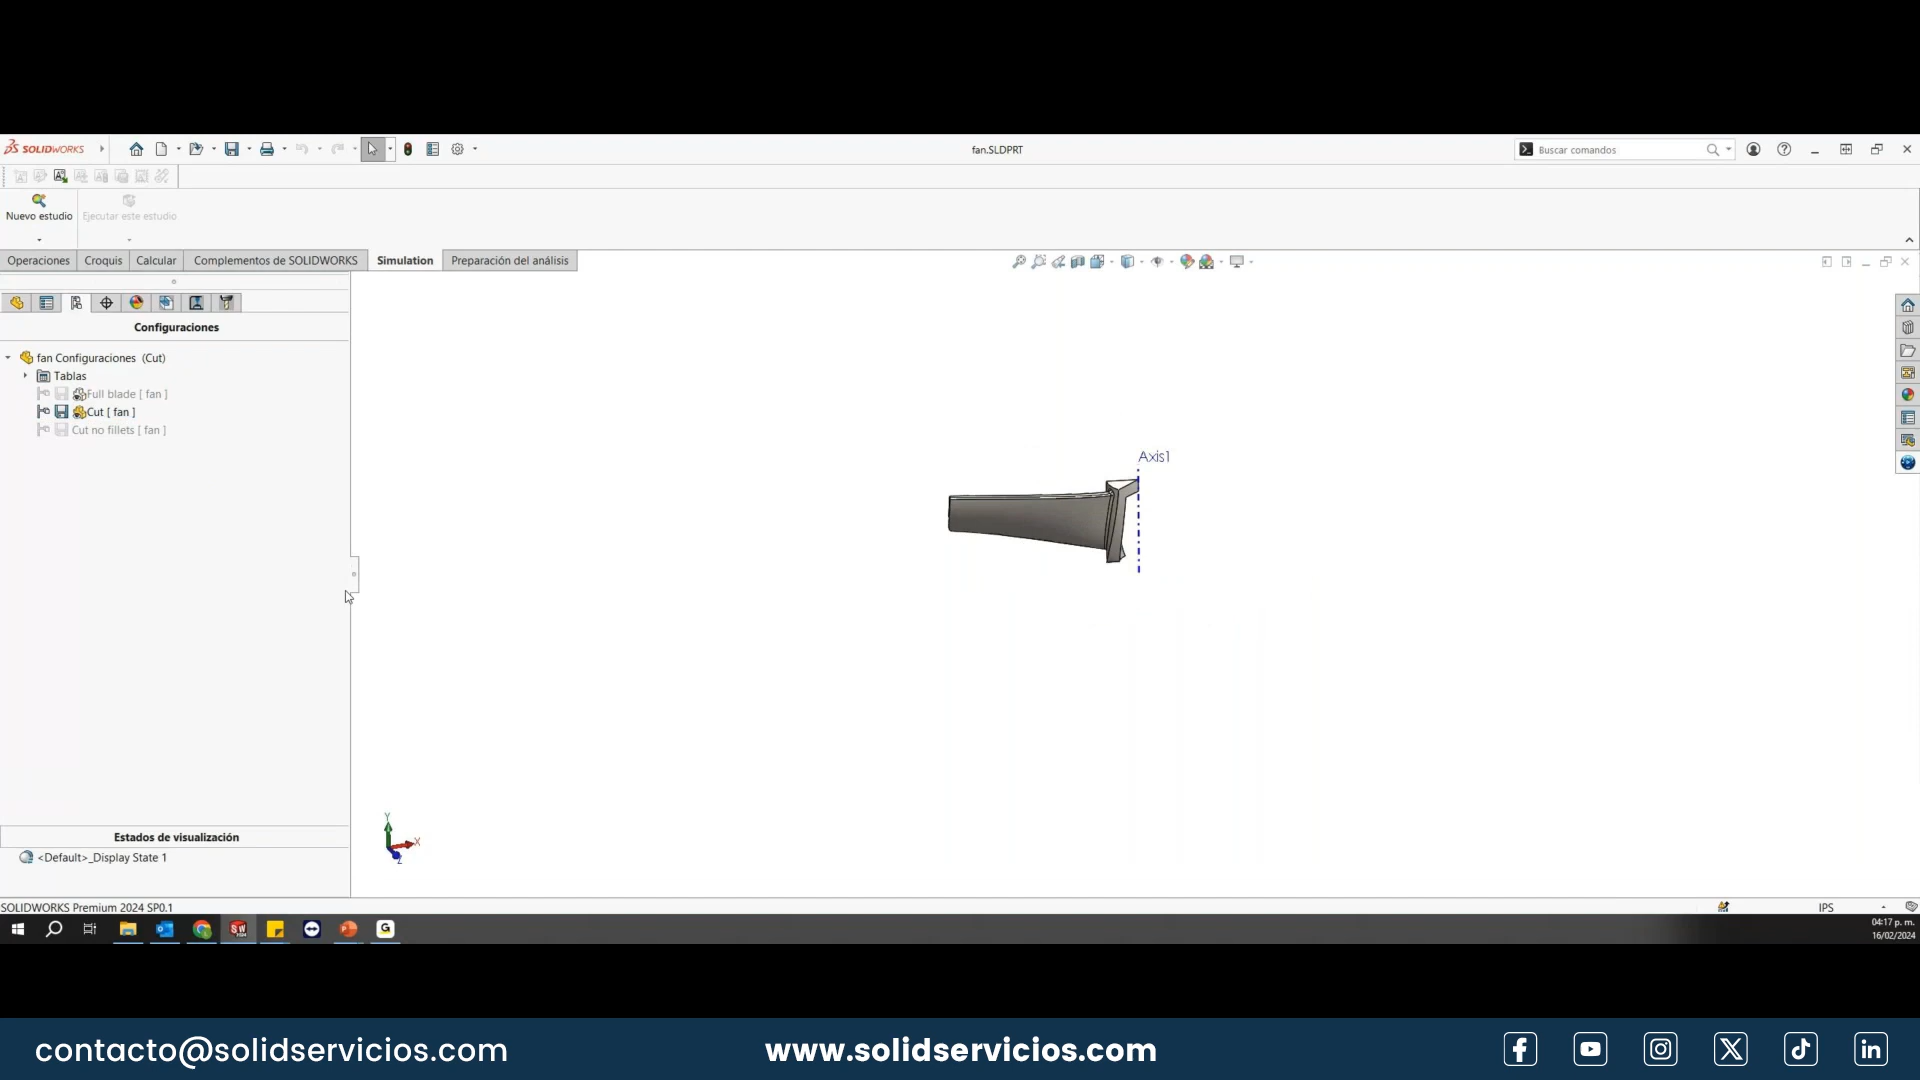 SOLIDWORKS
fan.SLDPRT
Buscar comandos
Nuevo estudio
Ejecutar este estudio
Operaciones
Croquis
Calcular
Complementos de SOLIDWORKS
Simulation
Preparación del análisis
Configuraciones
fan Configuraciones (Cut)
Tablas
Full blade [ fan ]
Cut [ fan ]
Cut no fillets [ fan ]
Axis1
Y
X
Z
Estados de visualización
<Default>_Display State 1
SOLIDWORKS Premium 2024 SP0.1
IPS
04:17 p. m.
16/02/2024
contacto@solidservicios.com
www.solidservicios.com